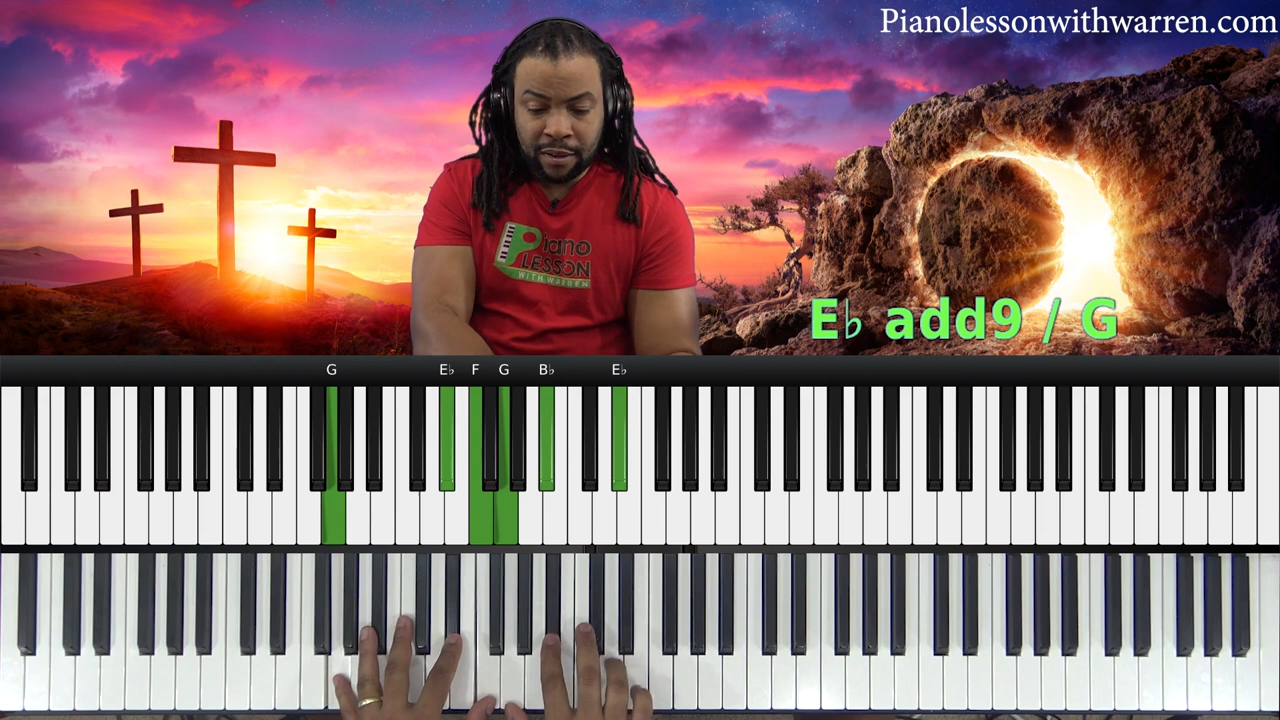 Pianolessonwithwarren.com
Piano
LESSON
WITH WARREN
E♭ add9 / G
G E♭ F G B♭ E♭